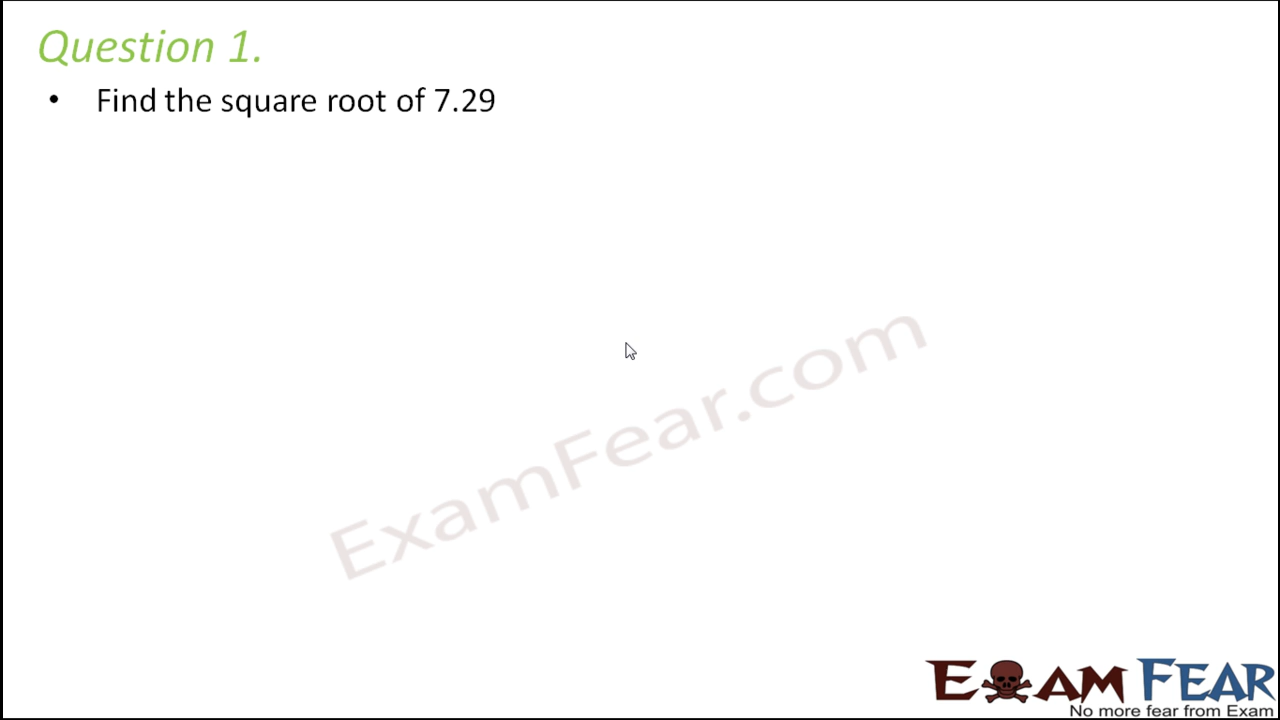 Question 1.
• Find the square root of 7.29
ExamFear.com
EXAM FEAR
No more fear from Exam